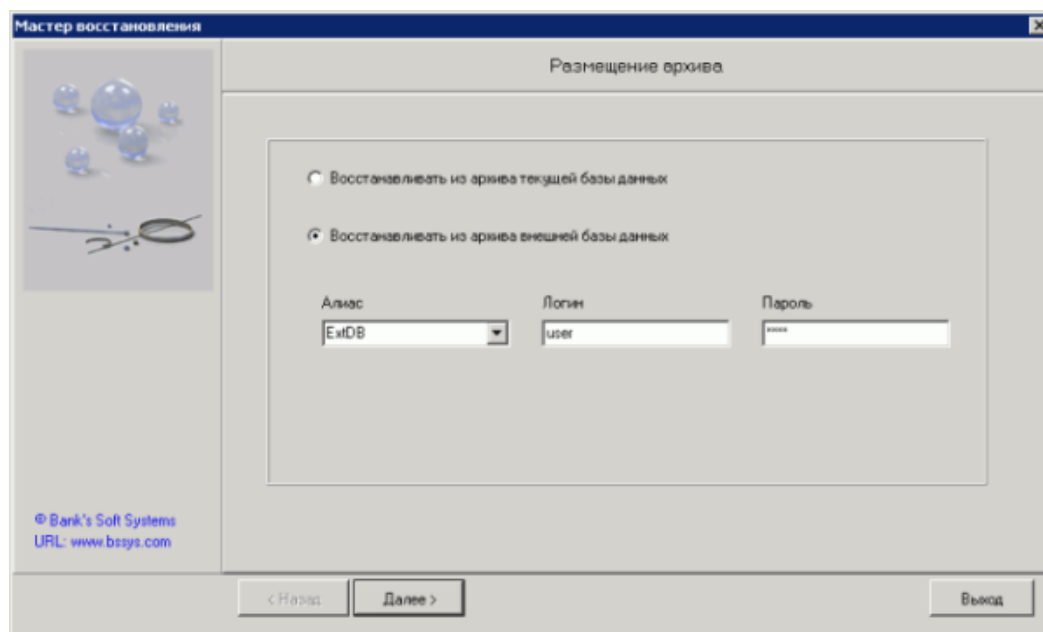 Мастер восстановления
Размещение архива
Восстанавливать из архива текущей базы данных
Восстанавливать из архива внешней базы данных
Алиас Логин Пароль
ExtDB user ****
© Bank's Soft Systems
URL: www.bssys.com
< Назад Далее > Выход